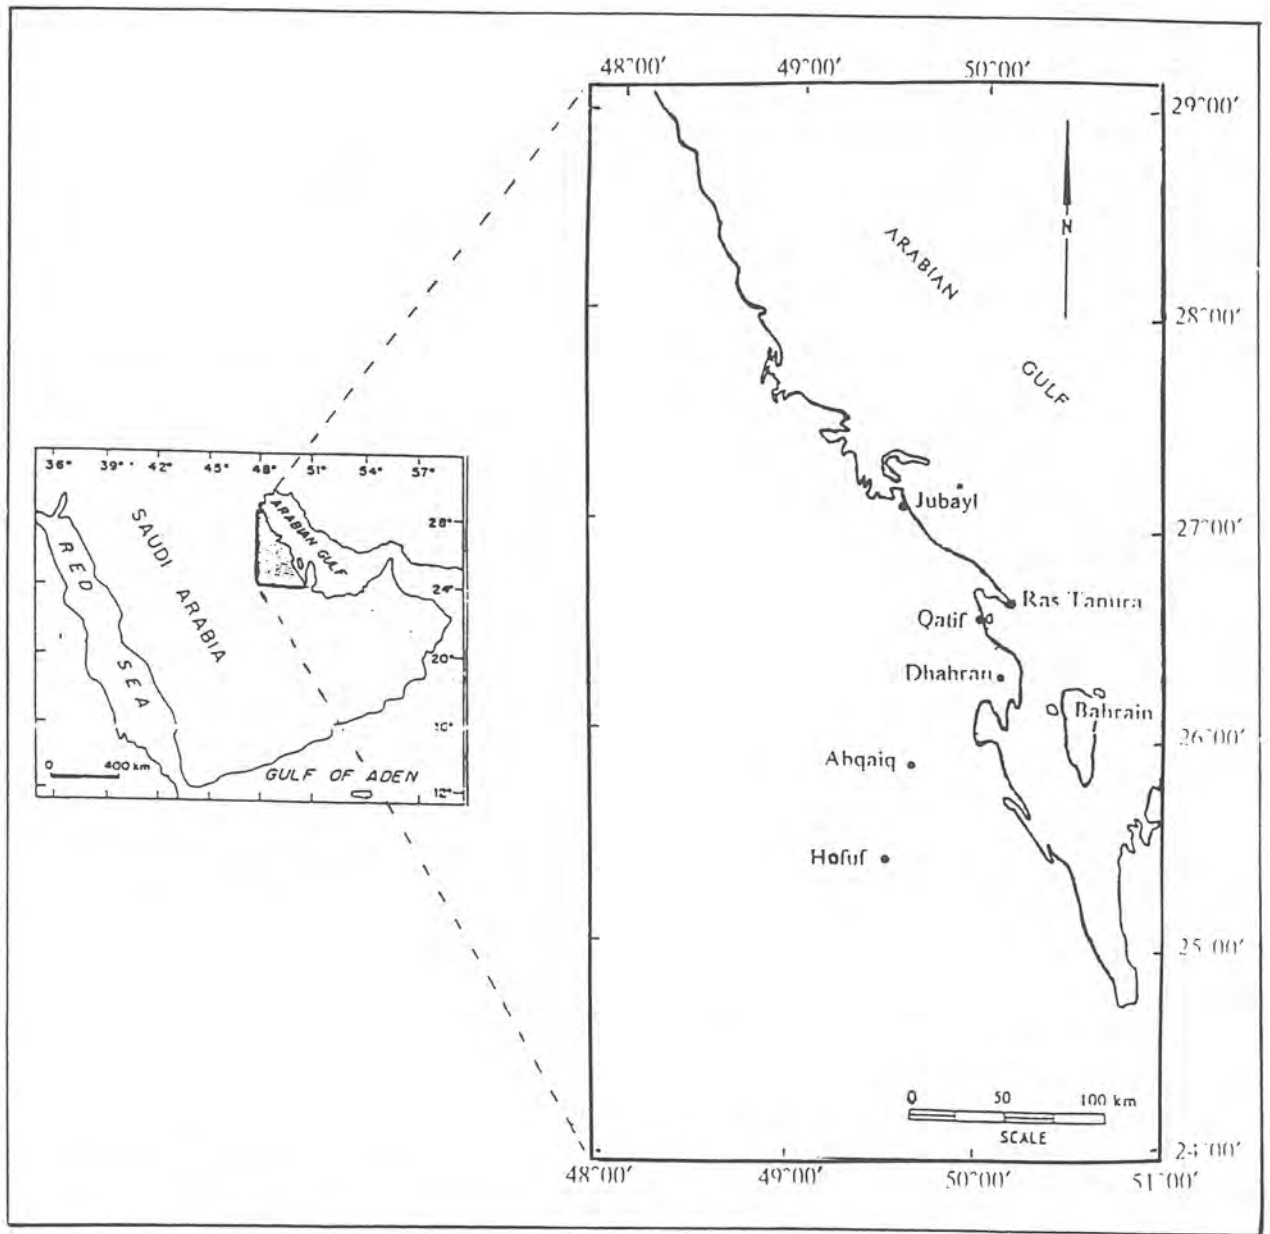 48°00′ 49°00′ 50°00′
29°00′
N
ARABIAN
28°00′
GULF
36° 39° 42° 45° 48° 51° 54° 57°
SAUDI ARABIA
ARABIAN GULF
28°
RED SEA
24°
20°
16°
0 400 km
GULF OF ADEN
12°
Jubayl
27°00′
Ras Tanura
Qatif
Dhahran
Bahrain
26°00′
Abqaiq
Hofuf
25°00′
0 50 100 km
SCALE
24°00′
48°00′ 49°00′ 50°00′ 51°00′